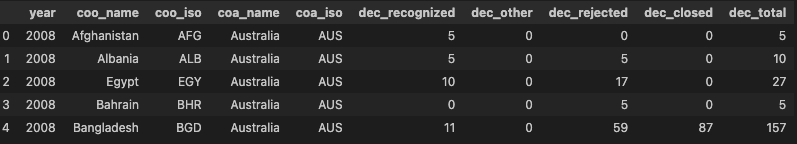 year coo_name coo_iso coa_name coa_iso dec_recognized dec_other dec_rejected dec_closed dec_total
0 2008 Afghanistan AFG Australia AUS 5 0 0 0 5
1 2008 Albania ALB Australia AUS 5 0 5 0 10
2 2008 Egypt EGY Australia AUS 10 0 17 0 27
3 2008 Bahrain BHR Australia AUS 0 0 5 0 5
4 2008 Bangladesh BGD Australia AUS 11 0 59 87 157